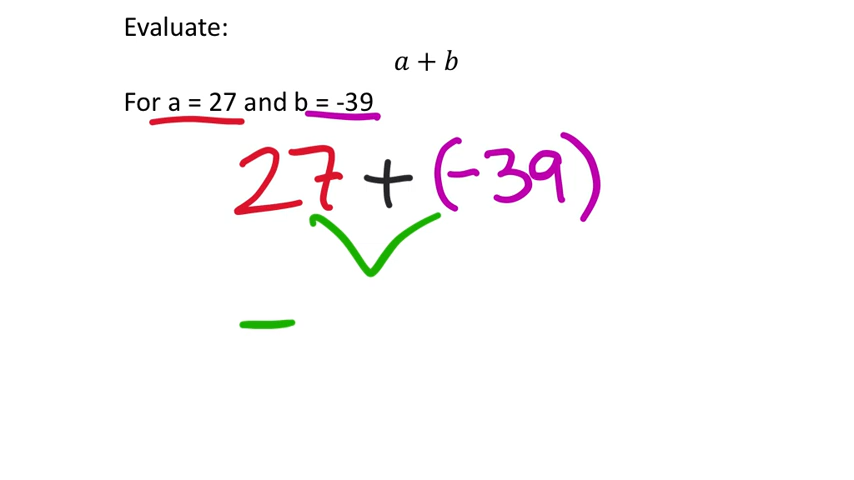 Evaluate:
a + b
For a = 27 and b = -39
27 + (-39)
—